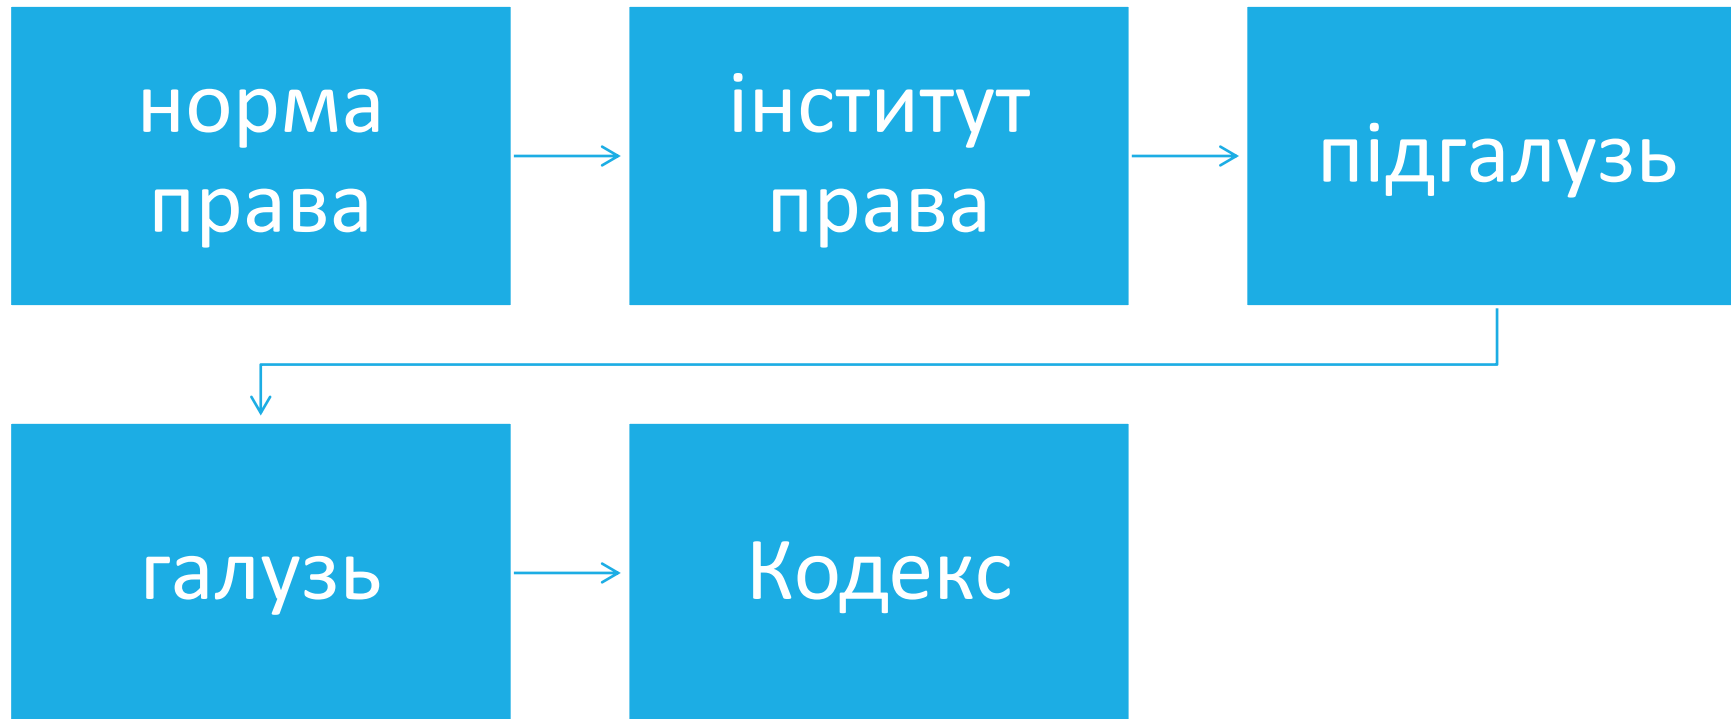 норма
права
інститут
права
підгалузь
галузь
Кодекс